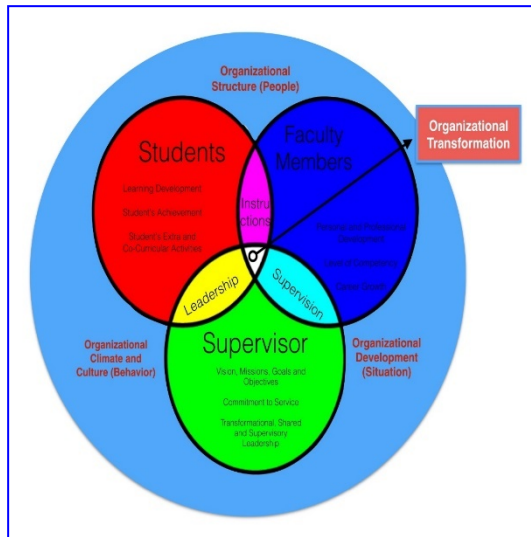 Organizational
Structure (People)
Organizational
Transformation
Students
Learning Development
Student's Achievement
Student's Extra and
Co-Curricular Activities
Faculty
Members
Training and Professional
Development
Level of Competence
Career Growth
Instru
ctions
Leadership
Supervision
Organizational
Climate and
Culture (Behavior)
Organizational
Development
(Situation)
Supervisor
Vision, Missions, Goals and
Objectives
Commitment to Service
Transformational, Shared
and Supervisory
Leadership